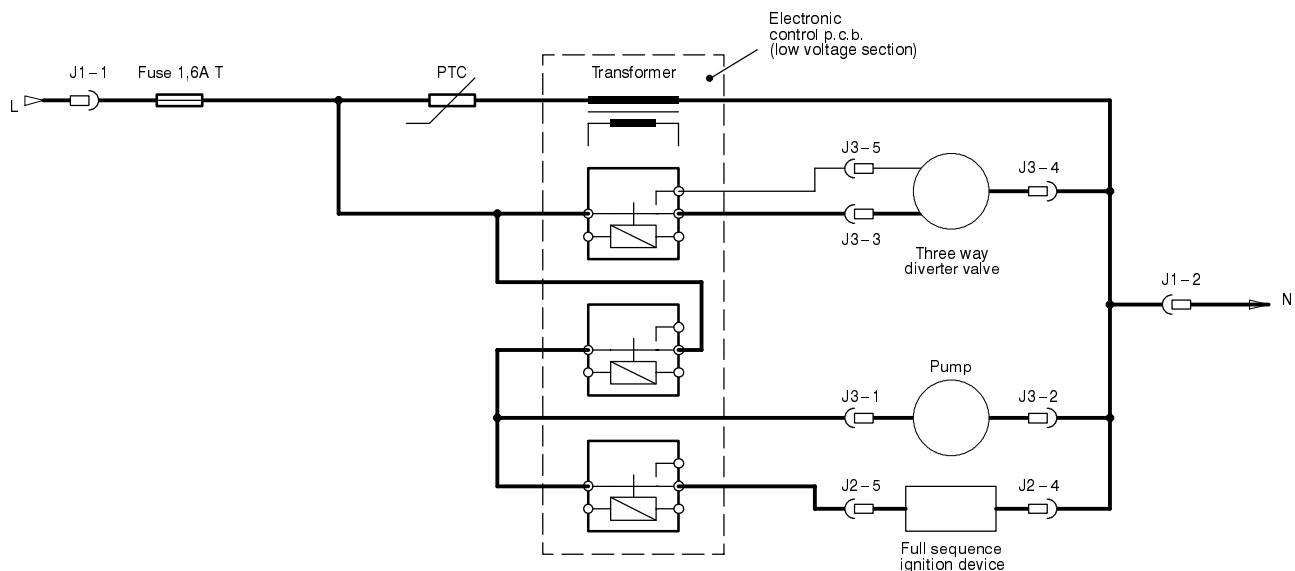 Electronic
control p.c.b.
(low voltage section)
J1-1
Fuse 1,6A T
PTC
Transformer
L
J3-5
J3-4
J3-3
Three way
diverter valve
J1-2
N
Pump
J3-1
J3-2
J2-5
J2-4
Full sequence
ignition device